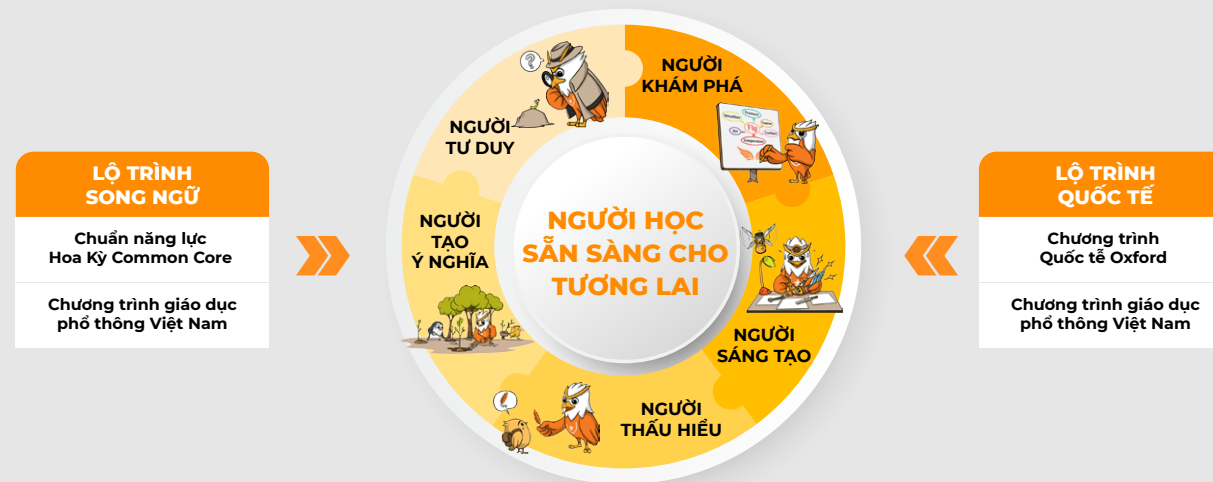 LỘ TRÌNH
SONG NGỮ
Chuẩn năng lực
Hoa Kỳ Common Core
Chương trình giáo dục
phổ thông Việt Nam
NGƯỜI
TƯ DUY
NGƯỜI
KHÁM PHÁ
NGƯỜI
TẠO
Ý NGHĨA
NGƯỜI HỌC
SẴN SÀNG CHO
TƯƠNG LAI
NGƯỜI
SÁNG TẠO
NGƯỜI
THẤU HIỂU
LỘ TRÌNH
QUỐC TẾ
Chương trình
Quốc tễ Oxford
Chương trình giáo dục
phổ thông Việt Nam